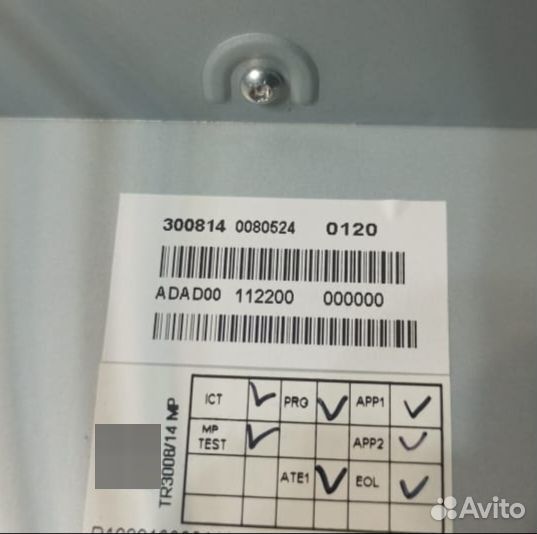 300814 0080524 0120
ADAD00 112200 000000
TR3008/14 MP
ICT PRG APP1
MP TEST APP2
ATE1 EOL
Avito